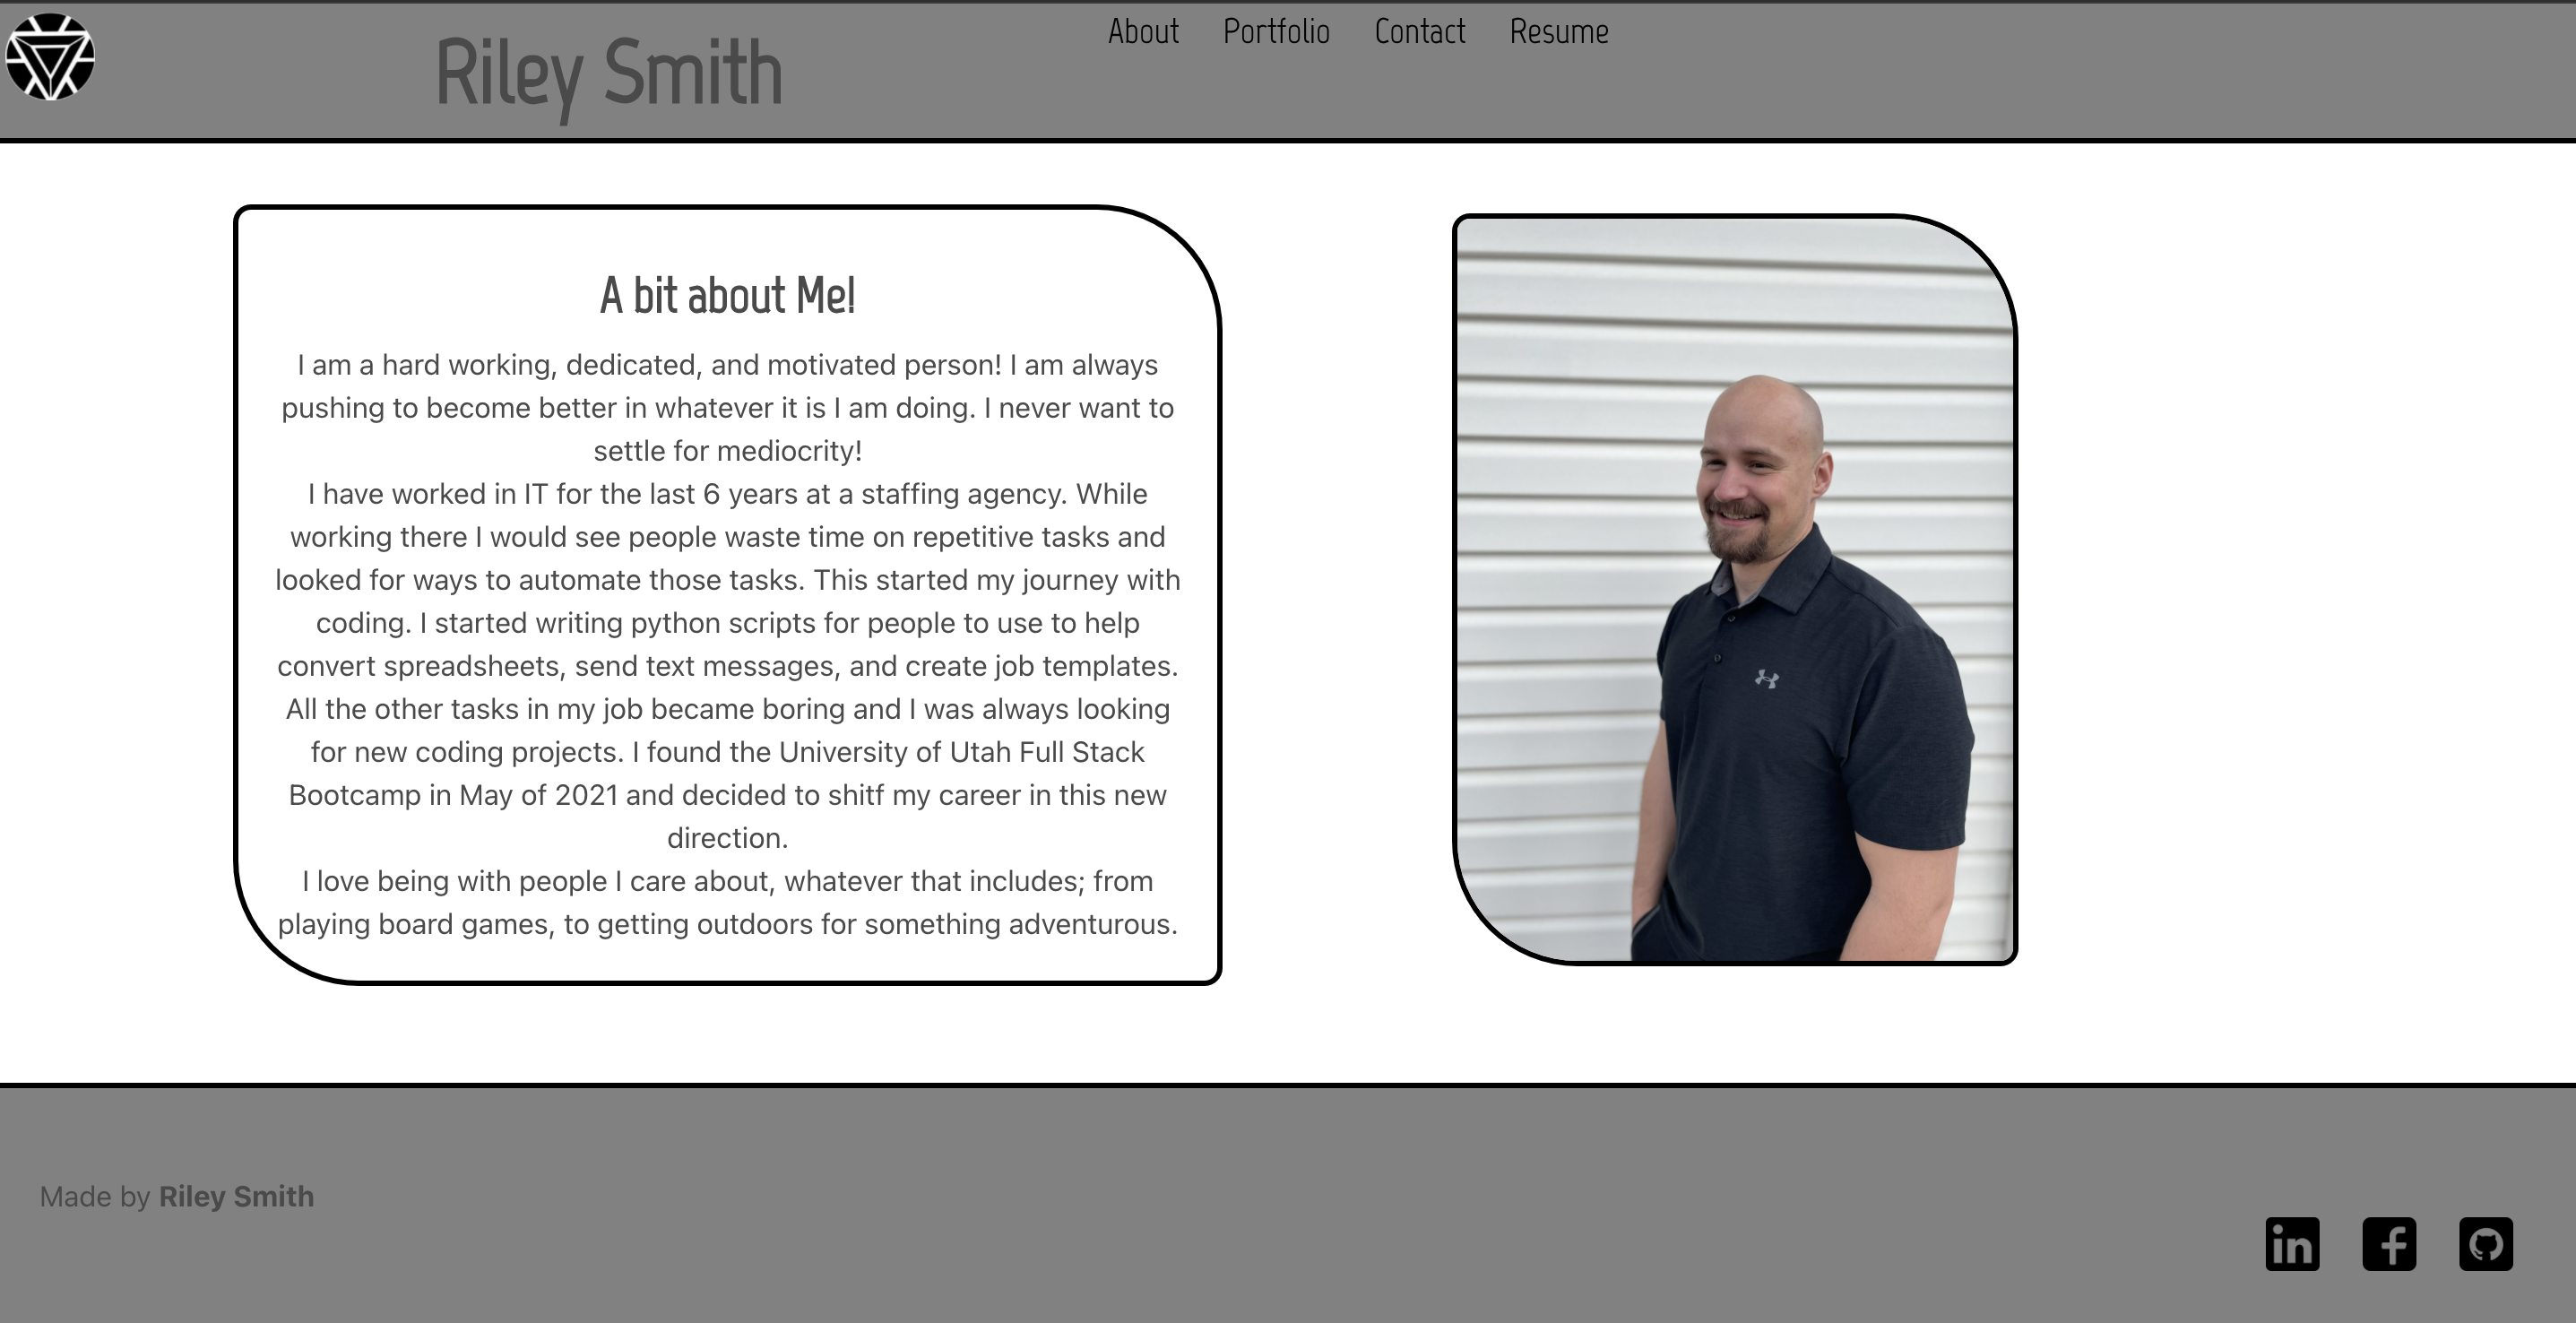 Riley Smith
About Portfolio Contact Resume
A bit about Me!
I am a hard working, dedicated, and motivated person! I am always
pushing to become better in whatever it is I am doing. I never want to
settle for mediocrity!
I have worked in IT for the last 6 years at a staffing agency. While
working there I would see people waste time on repetitive tasks and
looked for ways to automate those tasks. This started my journey with
coding. I started writing python scripts for people to use to help
convert spreadsheets, send text messages, and create job templates.
All the other tasks in my job became boring and I was always looking
for new coding projects. I found the University of Utah Full Stack
Bootcamp in May of 2021 and decided to shitf my career in this new
direction.
I love being with people I care about, whatever that includes; from
playing board games, to getting outdoors for something adventurous.
Made by Riley Smith
in f